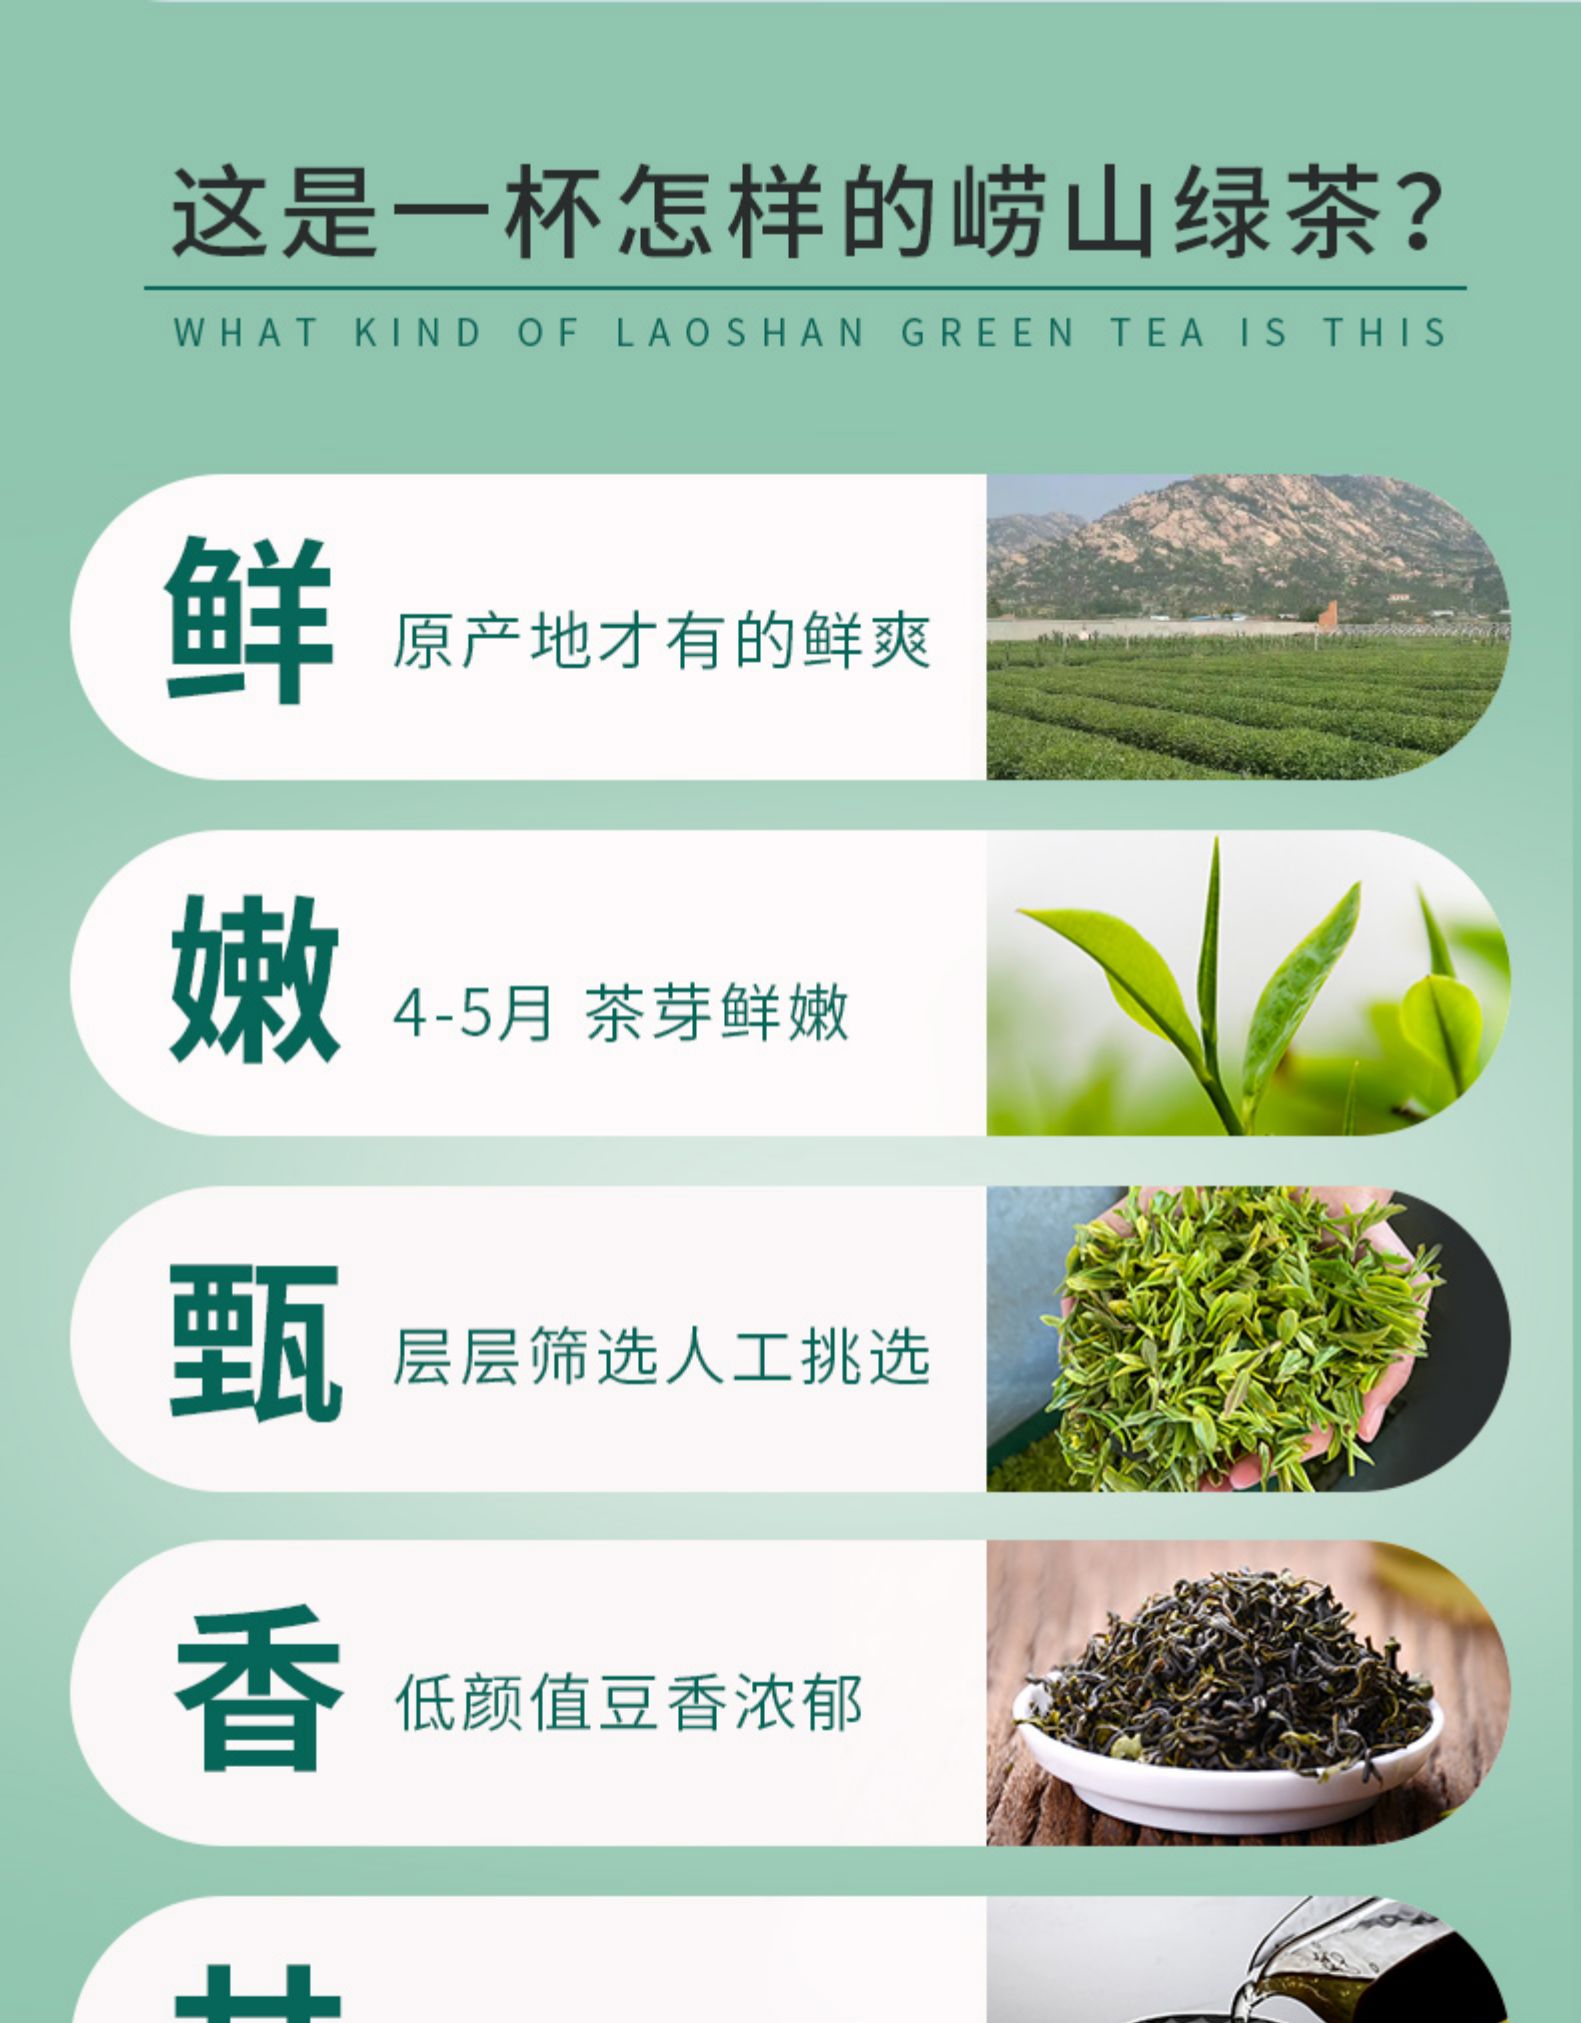 这是一杯怎样的崂山绿茶？
WHAT KIND OF LAOSHAN GREEN TEA IS THIS
鲜
原产地才有的鲜爽
嫩
4-5月 茶芽鲜嫩
甄
层层筛选人工挑选
香
低颜值豆香浓郁